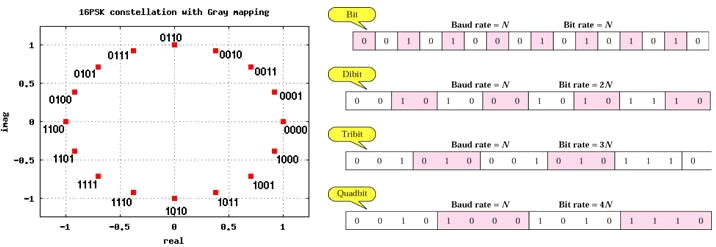 16PSK constellation with Gray mapping
0110
0111
0010
0101
0011
0100
0001
1100
0000
1101
1000
1111
1001
1110
1011
1010
1
0.5
0
-0.5
-1
imag
-1
-0.5
0
0.5
1
real
Bit
Baud rate = N
Bit rate = N
0 0 1 0 1 0 0 0 1 0 1 0 1 1 1 0
Dibit
Baud rate = N
Bit rate = 2N
0 0 1 0 1 0 0 0 1 0 1 0 1 1 1 0
Tribit
Baud rate = N
Bit rate = 3N
0 0 1 0 1 0 0 0 1 0 1 0 1 1 1 0
Quadbit
Baud rate = N
Bit rate = 4N
0 0 1 0 1 0 0 0 1 0 1 0 1 1 1 0